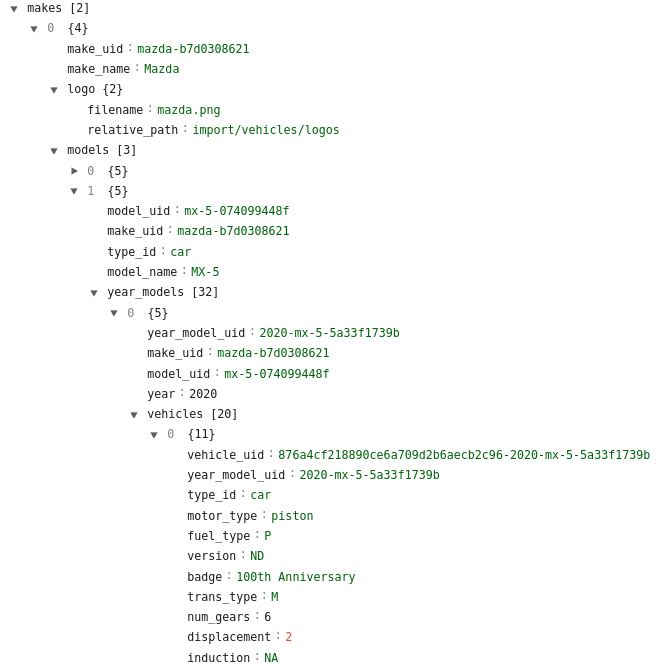 makes [2]
0 {4}
make_uid : mazda-b7d0308621
make_name : Mazda
logo {2}
filename : mazda.png
relative_path : import/vehicles/logos
models [3]
0 {5}
1 {5}
model_uid : mx-5-074099448f
make_uid : mazda-b7d0308621
type_id : car
model_name : MX-5
year_models [32]
0 {5}
year_model_uid : 2020-mx-5-5a33f1739b
make_uid : mazda-b7d0308621
model_uid : mx-5-074099448f
year : 2020
vehicles [20]
0 {11}
vehicle_uid : 876a4cf218890ce6a709d2b6aecb2c96-2020-mx-5-5a33f1739b
year_model_uid : 2020-mx-5-5a33f1739b
type_id : car
motor_type : piston
fuel_type : P
version : ND
badge : 100th Anniversary
trans_type : M
num_gears : 6
displacement : 2
induction : NA